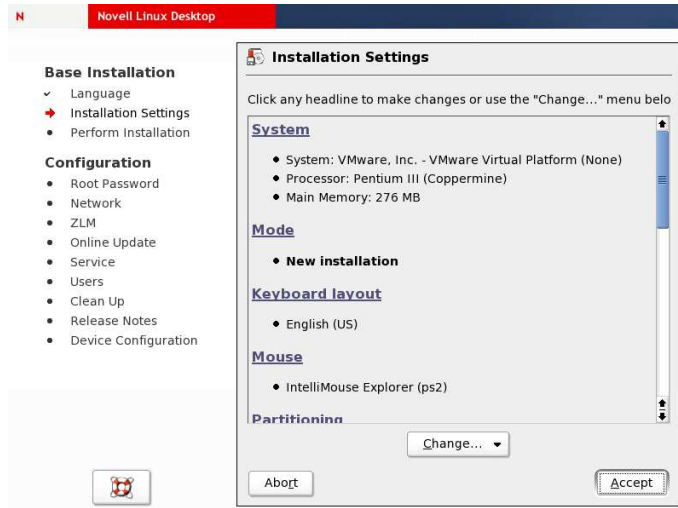 N Novell Linux Desktop
Base Installation
Language
Installation Settings
Perform Installation
Configuration
Root Password
Network
ZLM
Online Update
Service
Users
Clean Up
Release Notes
Device Configuration
Installation Settings
Click any headline to make changes or use the "Change..." menu belo
System
System: VMware, Inc. - VMware Virtual Platform (None)
Processor: Pentium III (Coppermine)
Main Memory: 276 MB
Mode
New installation
Keyboard layout
English (US)
Mouse
IntelliMouse Explorer (ps2)
Partitioning
Change...
Abort
Accept